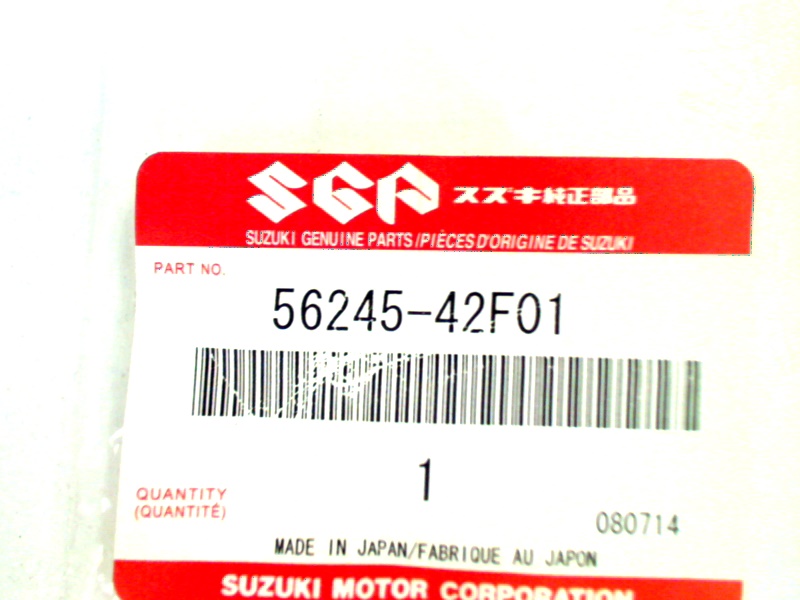 SGP スズキ純正部品
SUZUKI GENUINE PARTS/PIÈCES D'ORIGINE DE SUZUKI
PART NO.
56245-42F01
1
QUANTITY
(QUANTITÉ)
080714
MADE IN JAPAN/FABRIQUE AU JAPON
SUZUKI MOTOR CORPORATION